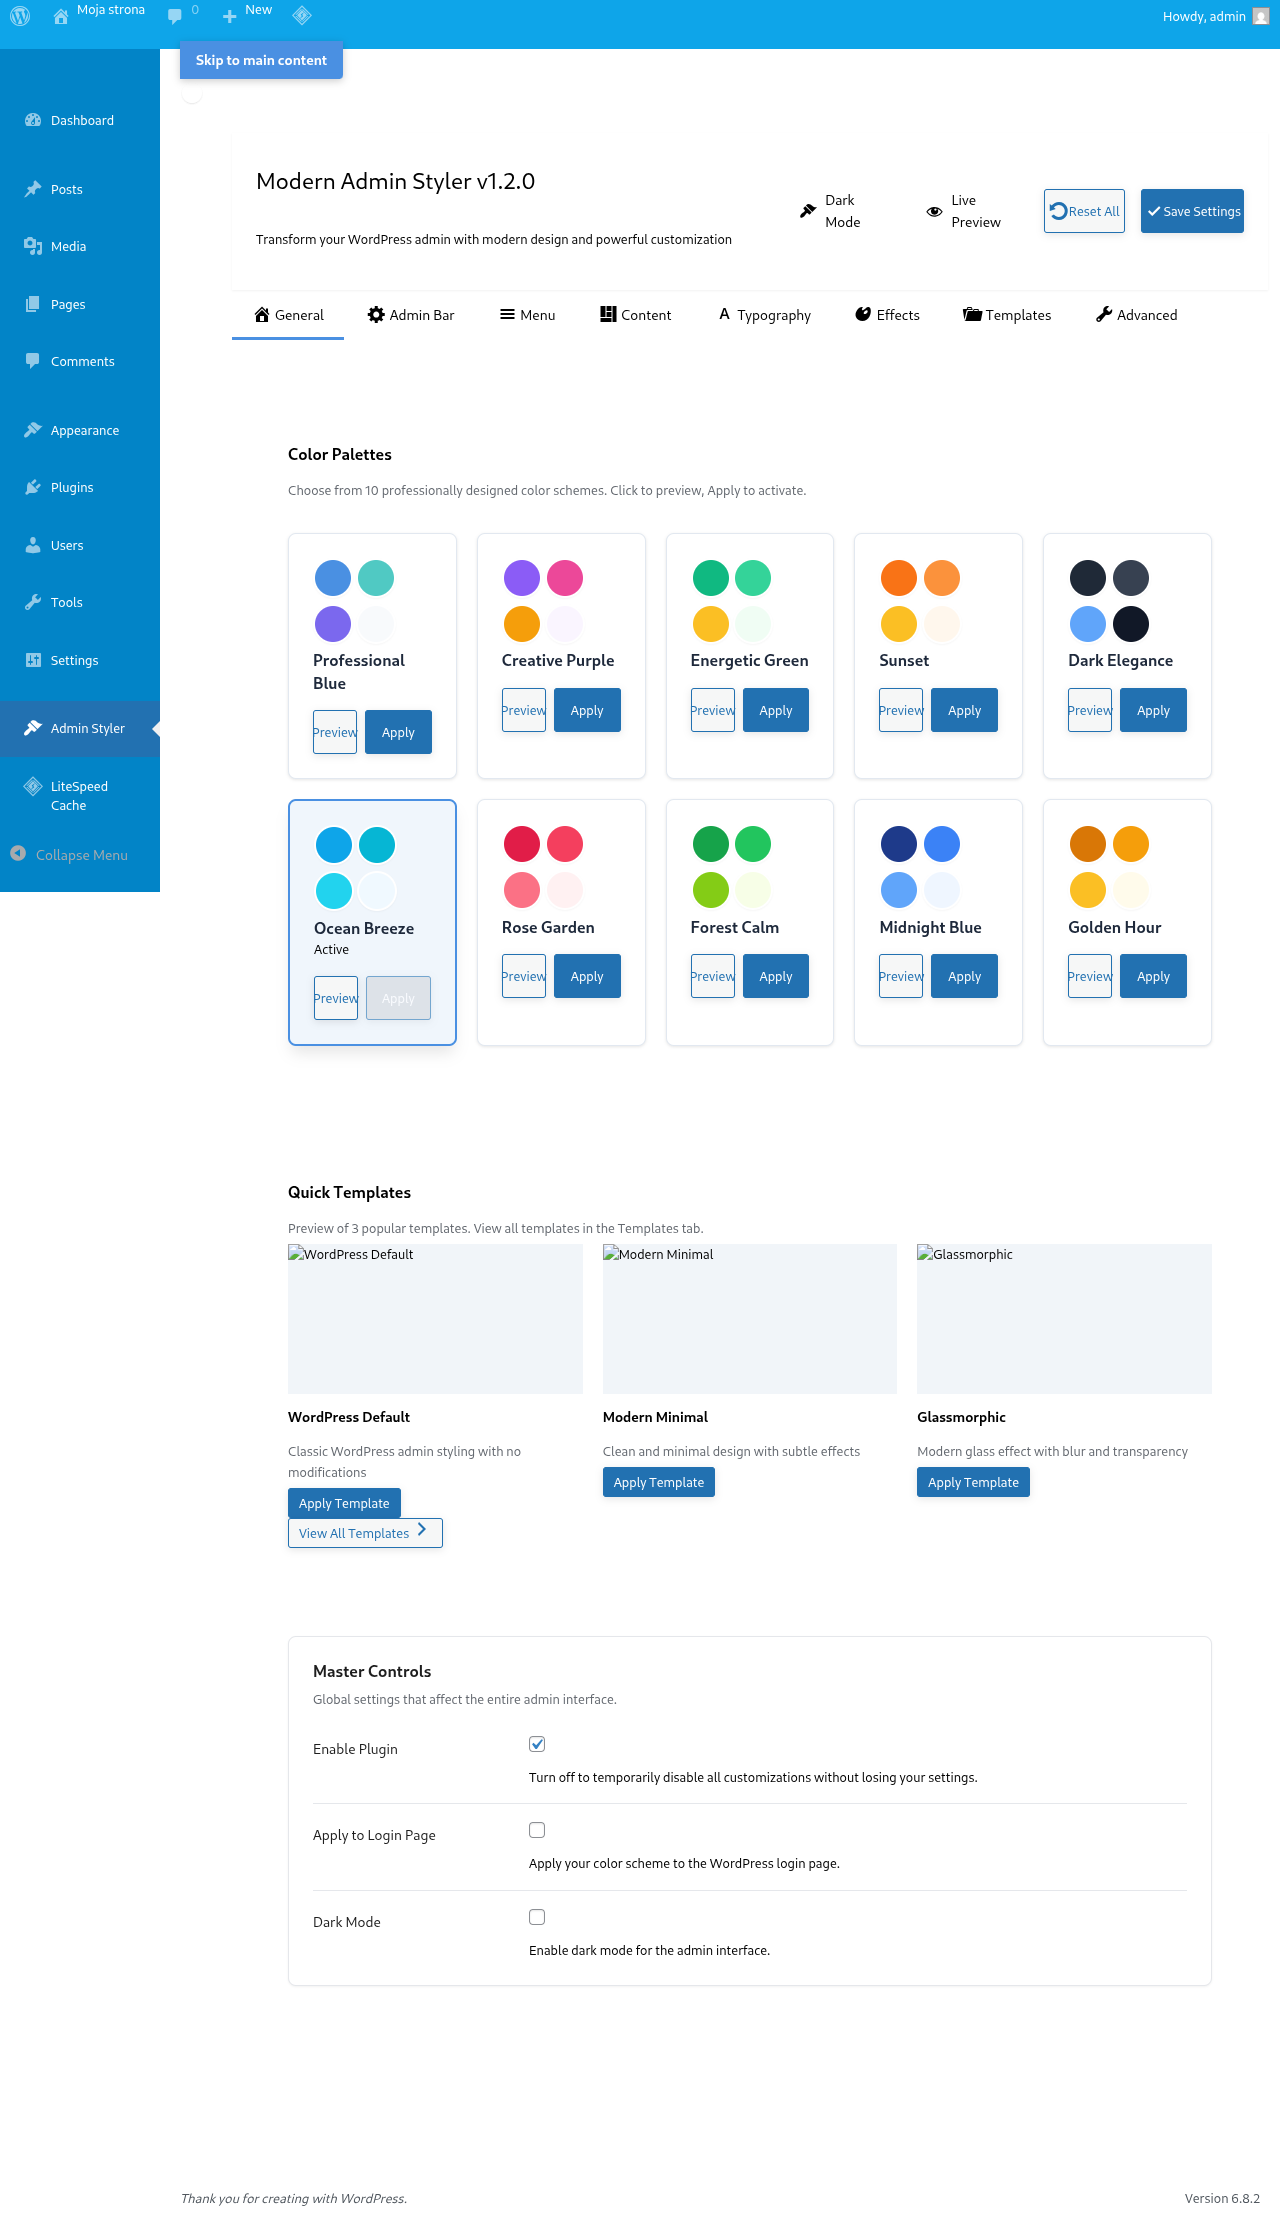 Moja strona
0
New
Howdy, admin
Skip to main content
Dashboard
Posts
Media
Pages
Comments
Appearance
Plugins
Users
Tools
Settings
Admin Styler
LiteSpeed
Cache
Collapse Menu
Modern Admin Styler v1.2.0
Transform your WordPress admin with modern design and powerful customization
Dark
Mode
Live
Preview
Reset All
Save Settings
General
Admin Bar
Menu
Content
Typography
Effects
Templates
Advanced
Color Palettes
Choose from 10 professionally designed color schemes. Click to preview, Apply to activate.
Professional
Blue
Preview
Apply
Creative Purple
Preview
Apply
Energetic Green
Preview
Apply
Sunset
Preview
Apply
Dark Elegance
Preview
Apply
Ocean Breeze
Active
Preview
Apply
Rose Garden
Preview
Apply
Forest Calm
Preview
Apply
Midnight Blue
Preview
Apply
Golden Hour
Preview
Apply
Quick Templates
Preview of 3 popular templates. View all templates in the Templates tab.
WordPress Default
Modern Minimal
Glassmorphic
WordPress Default
Classic WordPress admin styling with no
modifications
Apply Template
Modern Minimal
Clean and minimal design with subtle effects
Apply Template
Glassmorphic
Modern glass effect with blur and transparency
Apply Template
View All Templates
Master Controls
Global settings that affect the entire admin interface.
Enable Plugin
Turn off to temporarily disable all customizations without losing your settings.
Apply to Login Page
Apply your color scheme to the WordPress login page.
Dark Mode
Enable dark mode for the admin interface.
Thank you for creating with WordPress.
Version 6.8.2